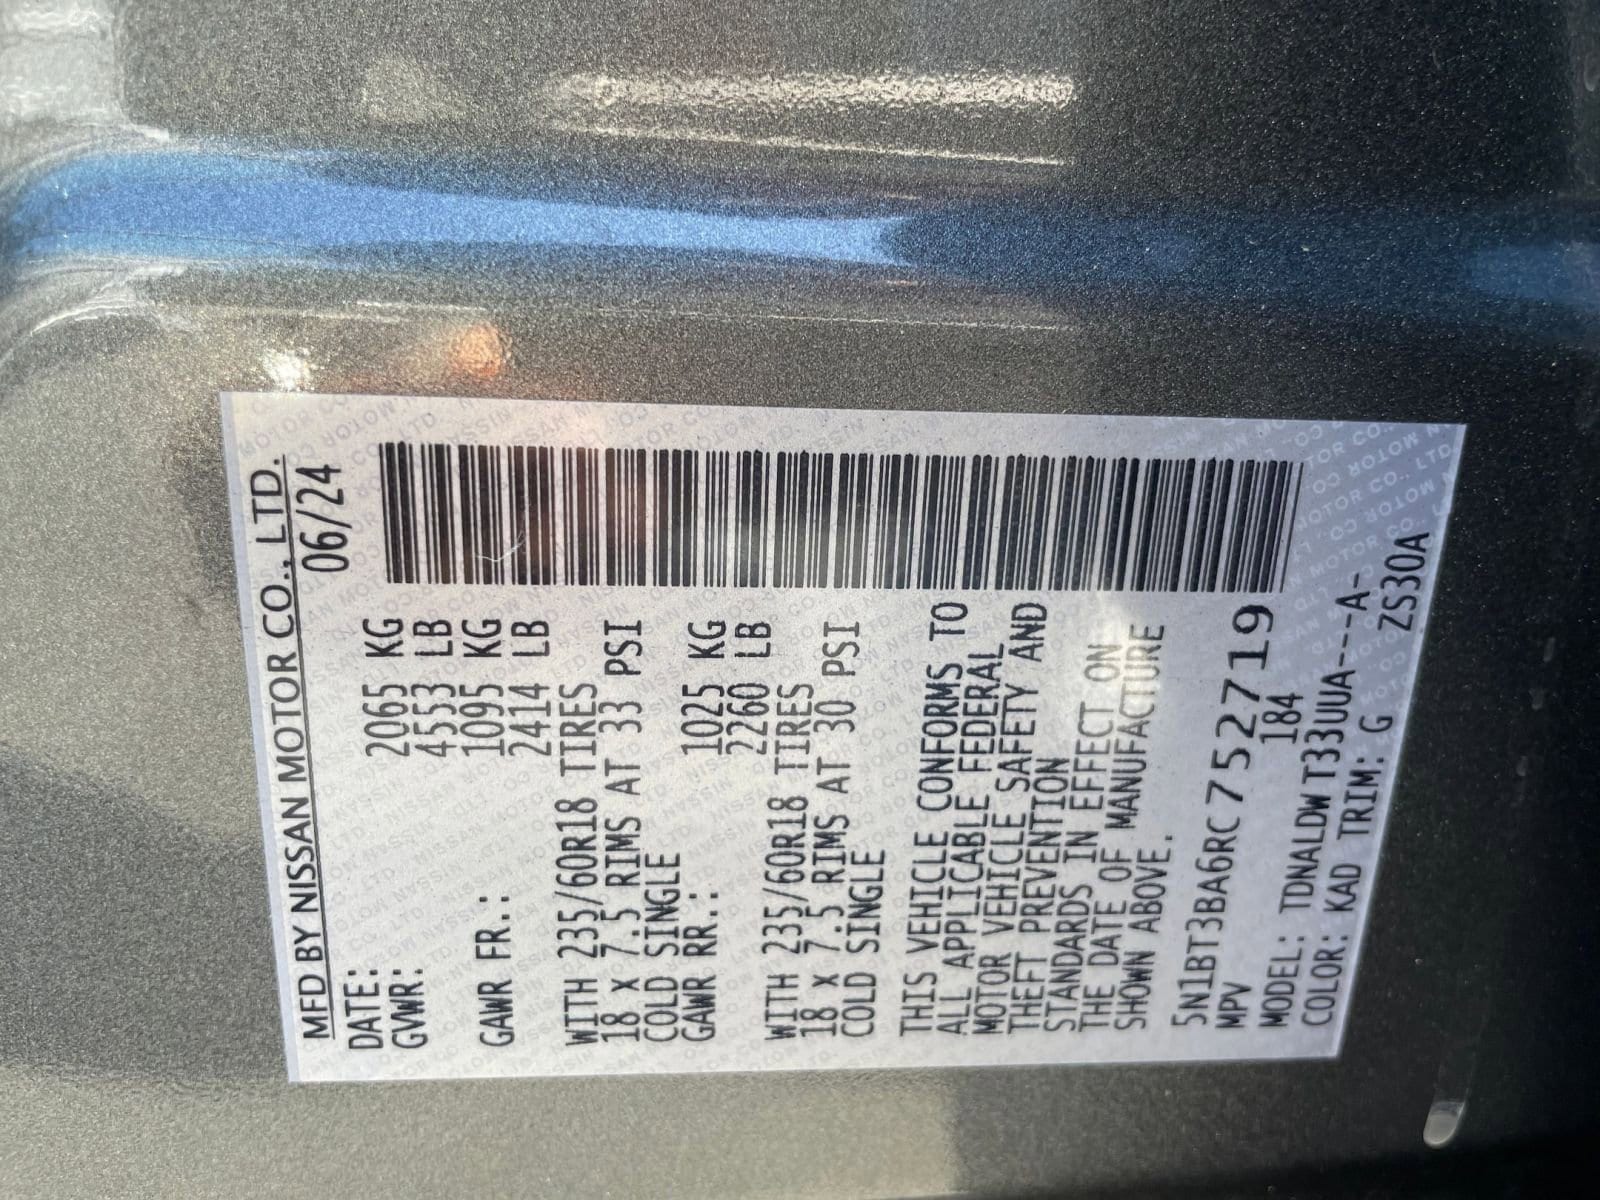 MFD BY NISSAN MOTOR CO., LTD.
DATE: 06/24
GVWR: 2065 KG
4553 LB
GAWR FR.: 1095 KG
2414 LB
WITH 235/60R18 TIRES
18 x 7.5 RIMS AT 33 PSI
COLD SINGLE
GAWR RR.: 1025 KG
2260 LB
WITH 235/60R18 TIRES
18 x 7.5 RIMS AT 30 PSI
COLD SINGLE
THIS VEHICLE CONFORMS TO
ALL APPLICABLE FEDERAL
MOTOR VEHICLE SAFETY AND
THEFT PREVENTION
STANDARDS IN EFFECT ON
THE DATE OF MANUFACTURE
SHOWN ABOVE.
5N1BT3BA6RC752719
MPV 184
MODEL: TDNALDW T33UUA---A-
COLOR: KAD TRIM: G ZS30A